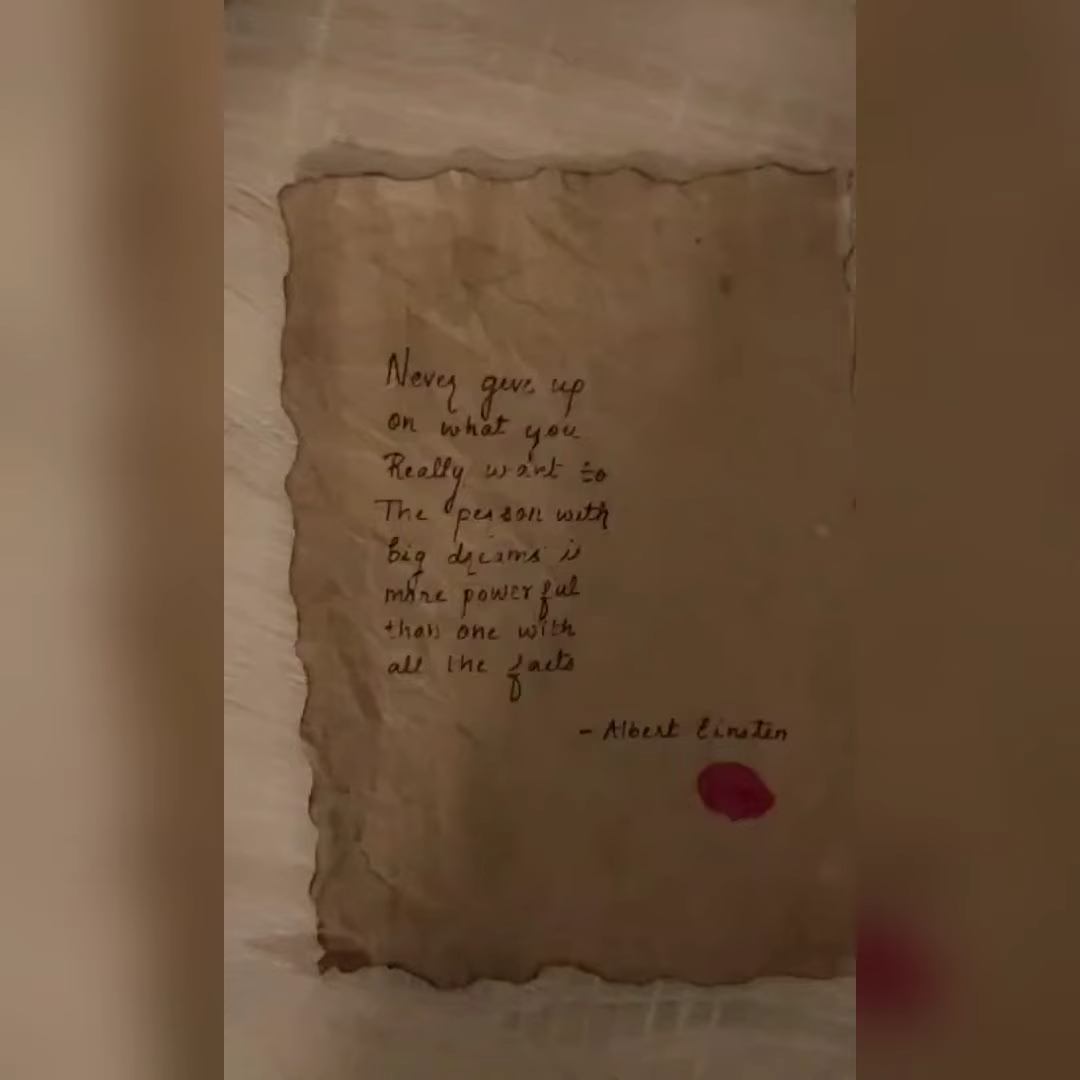 Never give up
on what you
Really want to
The person with
big dreams is
more powerful
than one with
all the facts
- Albert Einsten